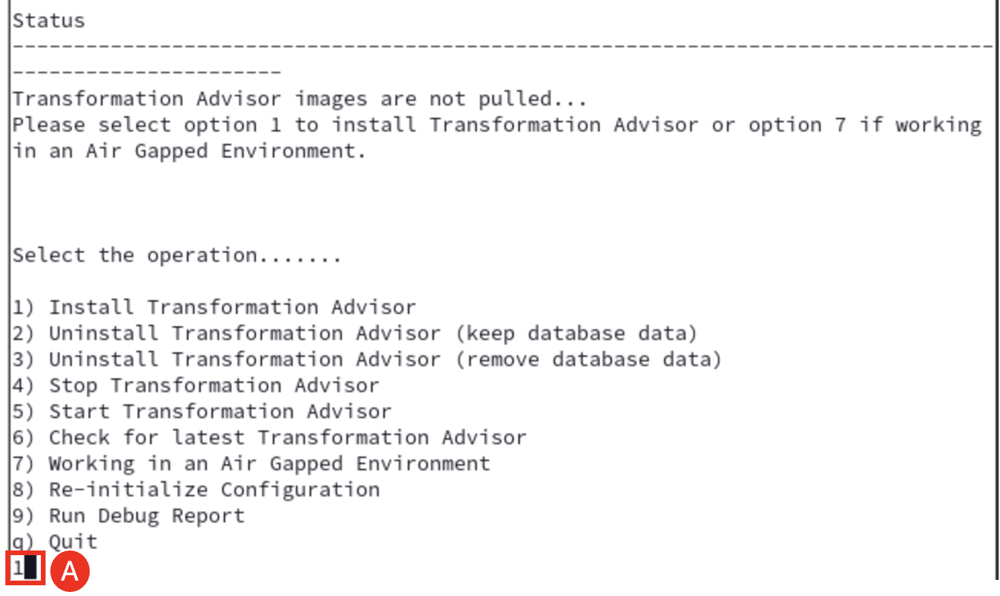 Status
--------------------------------------------------------------------------------
----------------------
Transformation Advisor images are not pulled...
Please select option 1 to install Transformation Advisor or option 7 if working
in an Air Gapped Environment.
Select the operation.......
1) Install Transformation Advisor
2) Uninstall Transformation Advisor (keep database data)
3) Uninstall Transformation Advisor (remove database data)
4) Stop Transformation Advisor
5) Start Transformation Advisor
6) Check for latest Transformation Advisor
7) Working in an Air Gapped Environment
8) Re-initialize Configuration
9) Run Debug Report
q) Quit
1 A